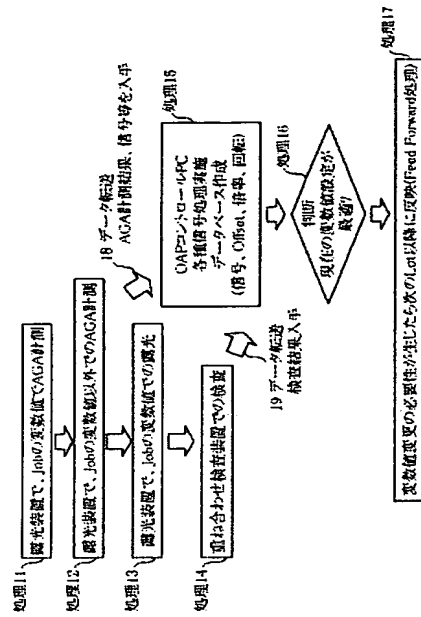 処理11
露光装置で、Jobの変数値でAGA計測
処理12
露光装置で、Jobの変数値以外でのAGA計測
処理13
露光装置で、Jobの変数値での露光
処理14
重ね合わせ検査装置での検査
18 データ転送
AGA計測結果、信号等を入手
19 データ転送
検査結果入手
処理15
OAPコントロールPC
各種信号処理実施
データベース作成
(信号、Offset、倍率、回転)
処理16
判断
現在の変数値設定が
最適?
処理17
変数値変更の必要性が生じたら次のLot以降に反映(Feed Forward処理)